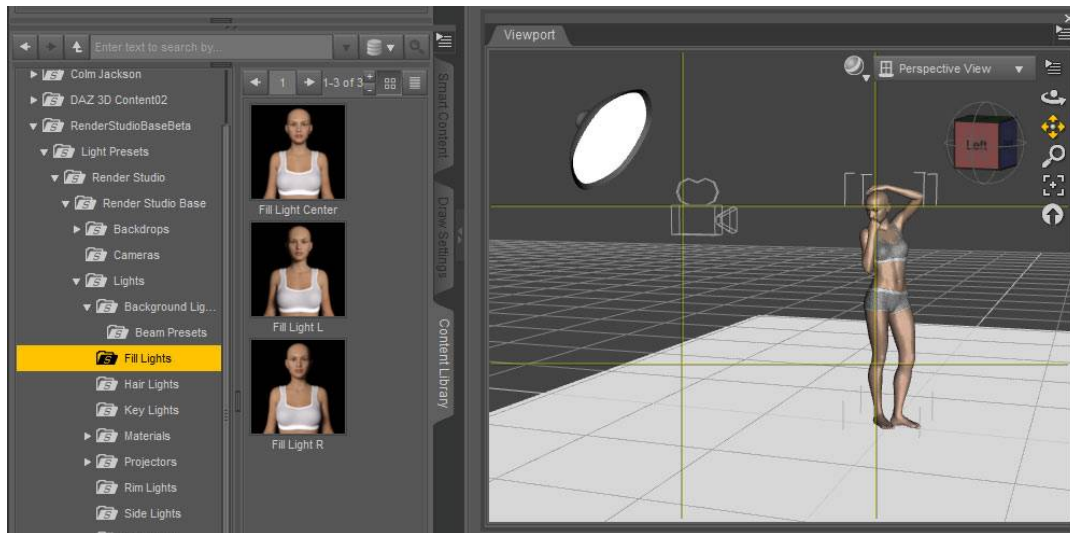 Enter text to search by...
Colm Jackson
DAZ 3D Content02
RenderStudioBaseBeta
Light Presets
Render Studio
Render Studio Base
Backdrops
Cameras
Lights
Background Lig...
Beam Presets
Fill Lights
Hair Lights
Key Lights
Materials
Projectors
Rim Lights
Side Lights
1
1-3 of 3
Fill Light Center
Fill Light L
Fill Light R
Smart Content
Draw Settings
Content Library
Viewport
Perspective View
Left